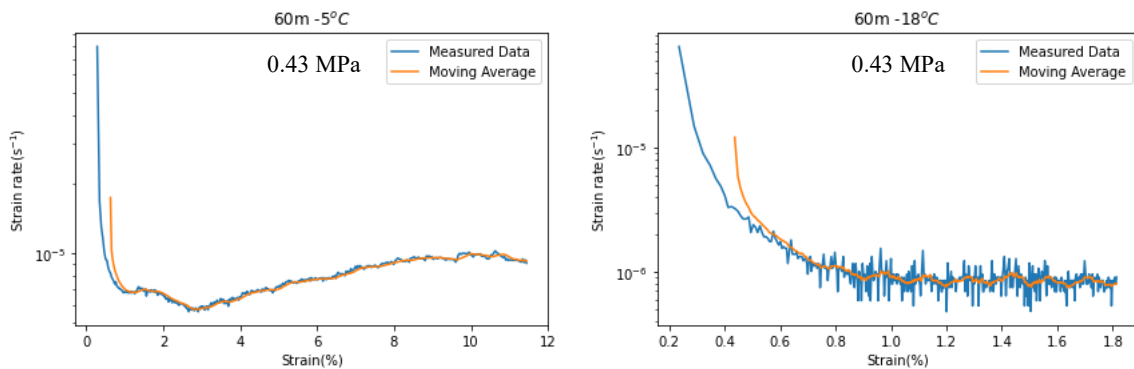 60m -5°C
0.43 MPa
Measured Data
Moving Average
Strain rate(s⁻¹)
10⁻⁵
0
2
4
6
8
10
12
Strain(%)
60m -18°C
0.43 MPa
Measured Data
Moving Average
Strain rate(s⁻¹)
10⁻⁵
10⁻⁶
0.2
0.4
0.6
0.8
1.0
1.2
1.4
1.6
1.8
Strain(%)